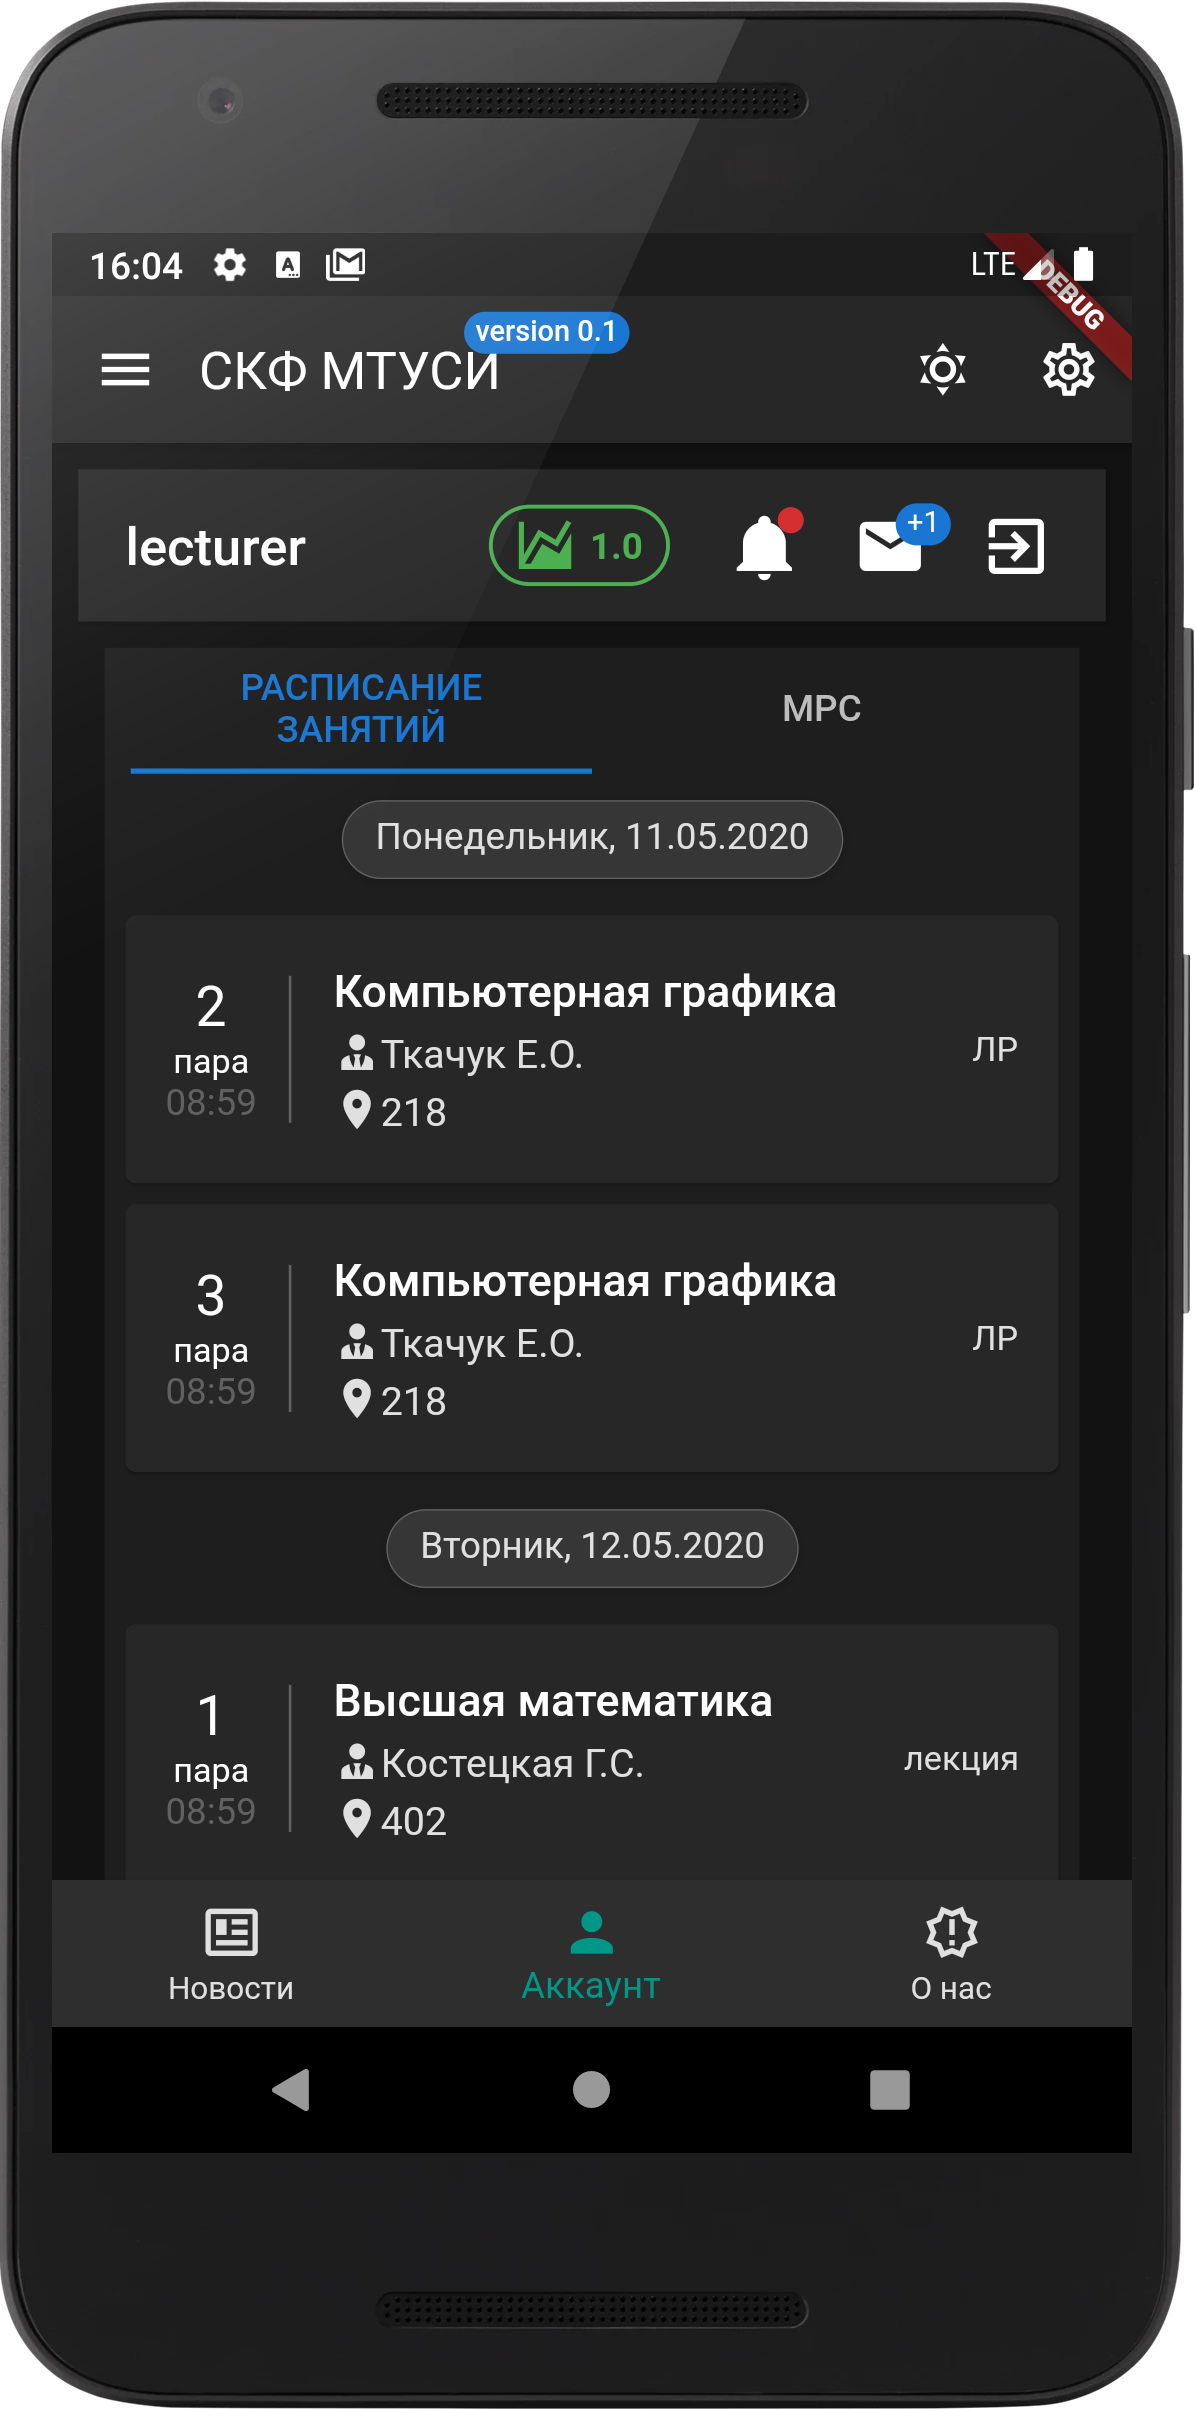 16:04
LTE
DEBUG
version 0.1
СКФ МТУСИ
lecturer
1.0
+1
РАСПИСАНИЕ
ЗАНЯТИЙ
МРС
Понедельник, 11.05.2020
2
пара
08:59
Компьютерная графика
Ткачук Е.О.
218
ЛР
3
пара
08:59
Компьютерная графика
Ткачук Е.О.
218
ЛР
Вторник, 12.05.2020
1
пара
08:59
Высшая математика
Костецкая Г.С.
402
лекция
Новости
Аккаунт
О нас